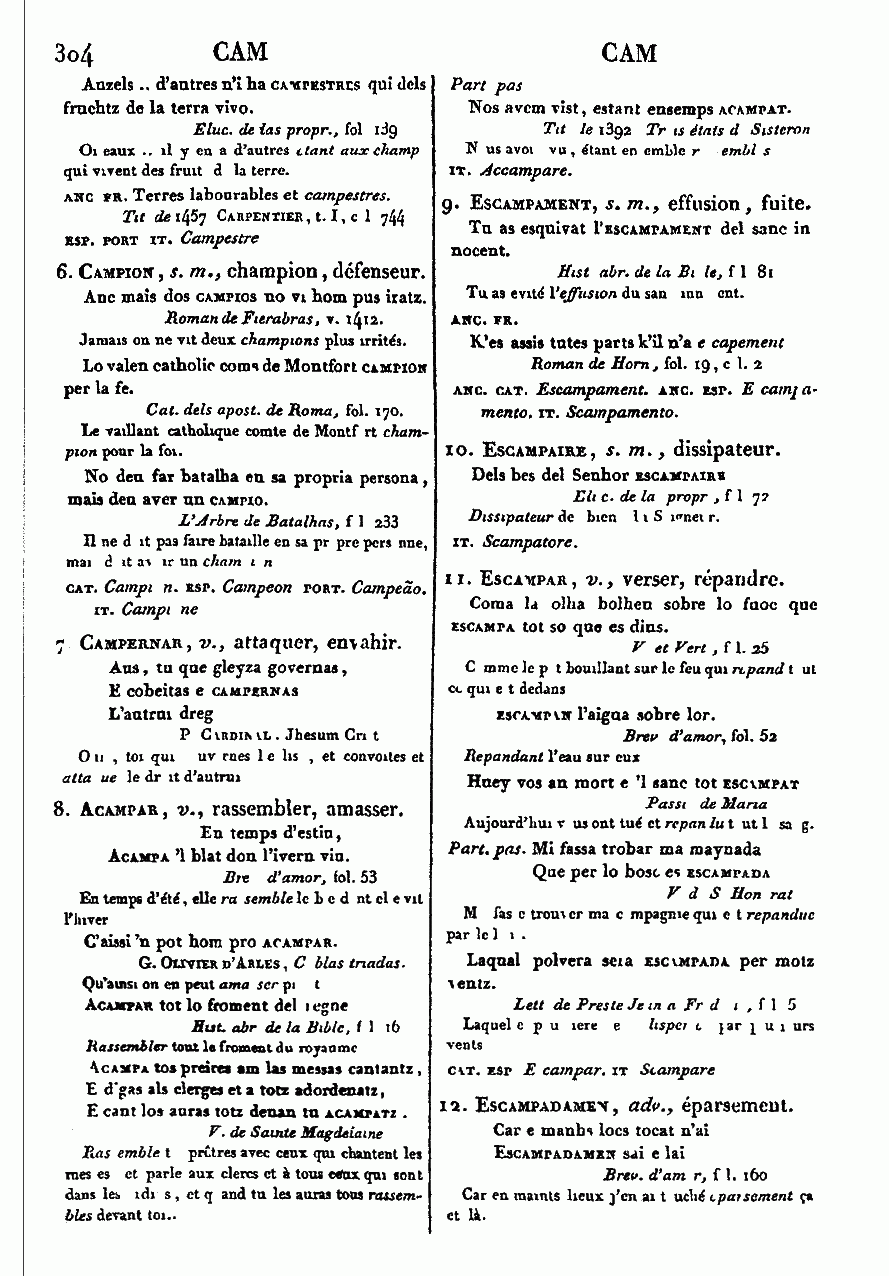 304 CAM CAM
Auzels .. d'autres n'i ha CAMPESTRES qui dels
fruchtz de la terra vivo.
Eluc. de las propr., fol 139
Oi eaux .. il y en a d'autres étant aux champ
qui vivent des fruit d la terre.
ANC FR. Terres labourables et campestres.
Tit de 1457 CARPENTIER, t. I, c l 744
ESP. PORT IT. Campestre
6. CAMPION, s. m., champion, défenseur.
Anc mais dos CAMPIOS no vi hom pus iratz.
Roman de Fierabras, v. 1412.
Jamais on ne vit deux champions plus irrités.
Lo valen catholic coms de Montfort CAMPION
per la fe.
Cat. dels apost. de Roma, fol. 170.
Le vaillant catholique comte de Montf rt cham-
pion pour la foi.
No deu far batalha en sa propria persona,
mais deu aver un CAMPIO.
L'Arbre de Batalhas, f l 233
Il ne d it pas faire bataille en sa pr pre pers nne,
mai d it av ir un cham i n
CAT. Campi n. ESP. Campeon PORT. Campeão.
IT. Campi ne
7 CAMPERNAR, v., attaquer, envahir.
Aus, tu que gleyza governas,
E cobeitas e CAMPERNAS
L'autrui dreg
P CARDINAL. Jhesum Cri t
Ou , toi qui uv rnes l e lis , et convoites et
atta ue le dr it d'autrui
8. ACAMPAR, v., rassembler, amasser.
En temps d'estiu,
ACAMPA 'l blat don l'ivern viu.
Bre d'amor, fol. 53
En temps d'été, elle ra semble le b e d nt el e vit
l'hiver
C'aissi 'n pot hom pro ACAMPAR.
G. OLIVIER D'ARLES, C blas triadas.
Qu'ainsi on en peut ama ser pr t
ACAMPAR tot lo froment del regne
Hist. abr de la Bible, f l 16
Rassembler tout le froment du royaume
ACAMPA tos preires am las messas cantantz,
E digas als clerges et a totz adordenatz,
E cant los auras totz denan tu ACAMPATZ .
V. de Sainte Magdelaine
Ras emble t prêtres avec ceux qui chantent les
mes es et parle aux clercs et à tous ceux qui sont
dans les rdr s, et q and tu les auras tous rassem-
blés devant toi..
Part pas
Nos avem vist, estant ensemps ACAMPAT.
Tit le 1392 Tr is états d Sisteron
N us avoi vu, étant en emble r embl s
IT. Accampare.
9. ESCAMPAMENT, s. m., effusion, fuite.
Tu as esquivat l'ESCAMPAMENT del sanc in
nocent.
Hist abr. de la Bi le, f l 81
Tu as evité l'effusion du san inn cent.
ANC. FR.
K'es assis tutes parts k'il n'a e capement
Roman de Horn, fol. 19, c l. 2
ANC. CAT. Escampament. ANC. ESP. E campa-
mento. IT. Scampamento.
10. ESCAMPAIRE, s. m., dissipateur.
Dels bes del Senhor ESCAMPAIRE
Eli c. de la propr , f l 72
Dissipateur de bien l i S igneur.
IT. Scampatore.
11. ESCAMPAR, v., verser, répandre.
Coma la olha bolhen sobre lo fuoc que
ESCAMPA tot so que es dins.
V et Vert , f l. 25
C mme le p t bouillant sur le feu qui répand t ut
ce qui e t dedans
ESCAMPAN l'aigua sobre lor.
Brev d'amor, fol. 52
Repandant l'eau sur eux
Huey vos an mort e 'l sanc tot ESCAMPAT
Passi de Maria
Aujourd'hui v us ont tué et repan lu t ut l sa g.
Part. pas. Mi fassa trobar ma maynada
Que per lo bosc es ESCAMPADA
V d S Hon rat
M fas e trouver ma c mpagnie qui e t repandue
par le l i .
Laqual polvera seia ESCAMPADA per motz
ventz.
Lett de Preste Jean a Fr d i , f l 5
Laquel e p u iere e lispei e par p u i urs
vents
CAT. ESP E campar. IT Scampare
12. ESCAMPADAMEN, adv., éparsement.
Car e manhs locs tocat n'ai
ESCAMPADAMEN sai e lai
Brev. d'am r, f l. 160
Car en maints lieux j'en ai t uché éparsement ça
et là.